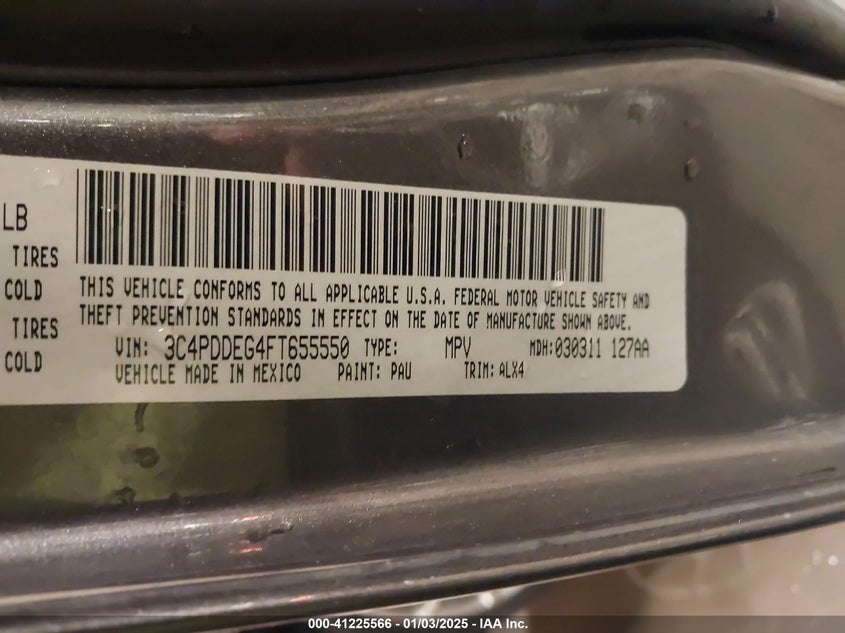 LB
TIRES
COLD
TIRES
COLD
THIS VEHICLE CONFORMS TO ALL APPLICABLE U.S.A. FEDERAL MOTOR VEHICLE SAFETY AND
THEFT PREVENTION STANDARDS IN EFFECT ON THE DATE OF MANUFACTURE SHOWN ABOVE.
VIN: 3C4PDDEG4FT655550 TYPE: MPV MDH:030311 127AA
VEHICLE MADE IN MEXICO PAINT: PAU TRIM: ALX4
000-41225566 - 01/03/2025 - IAA Inc.